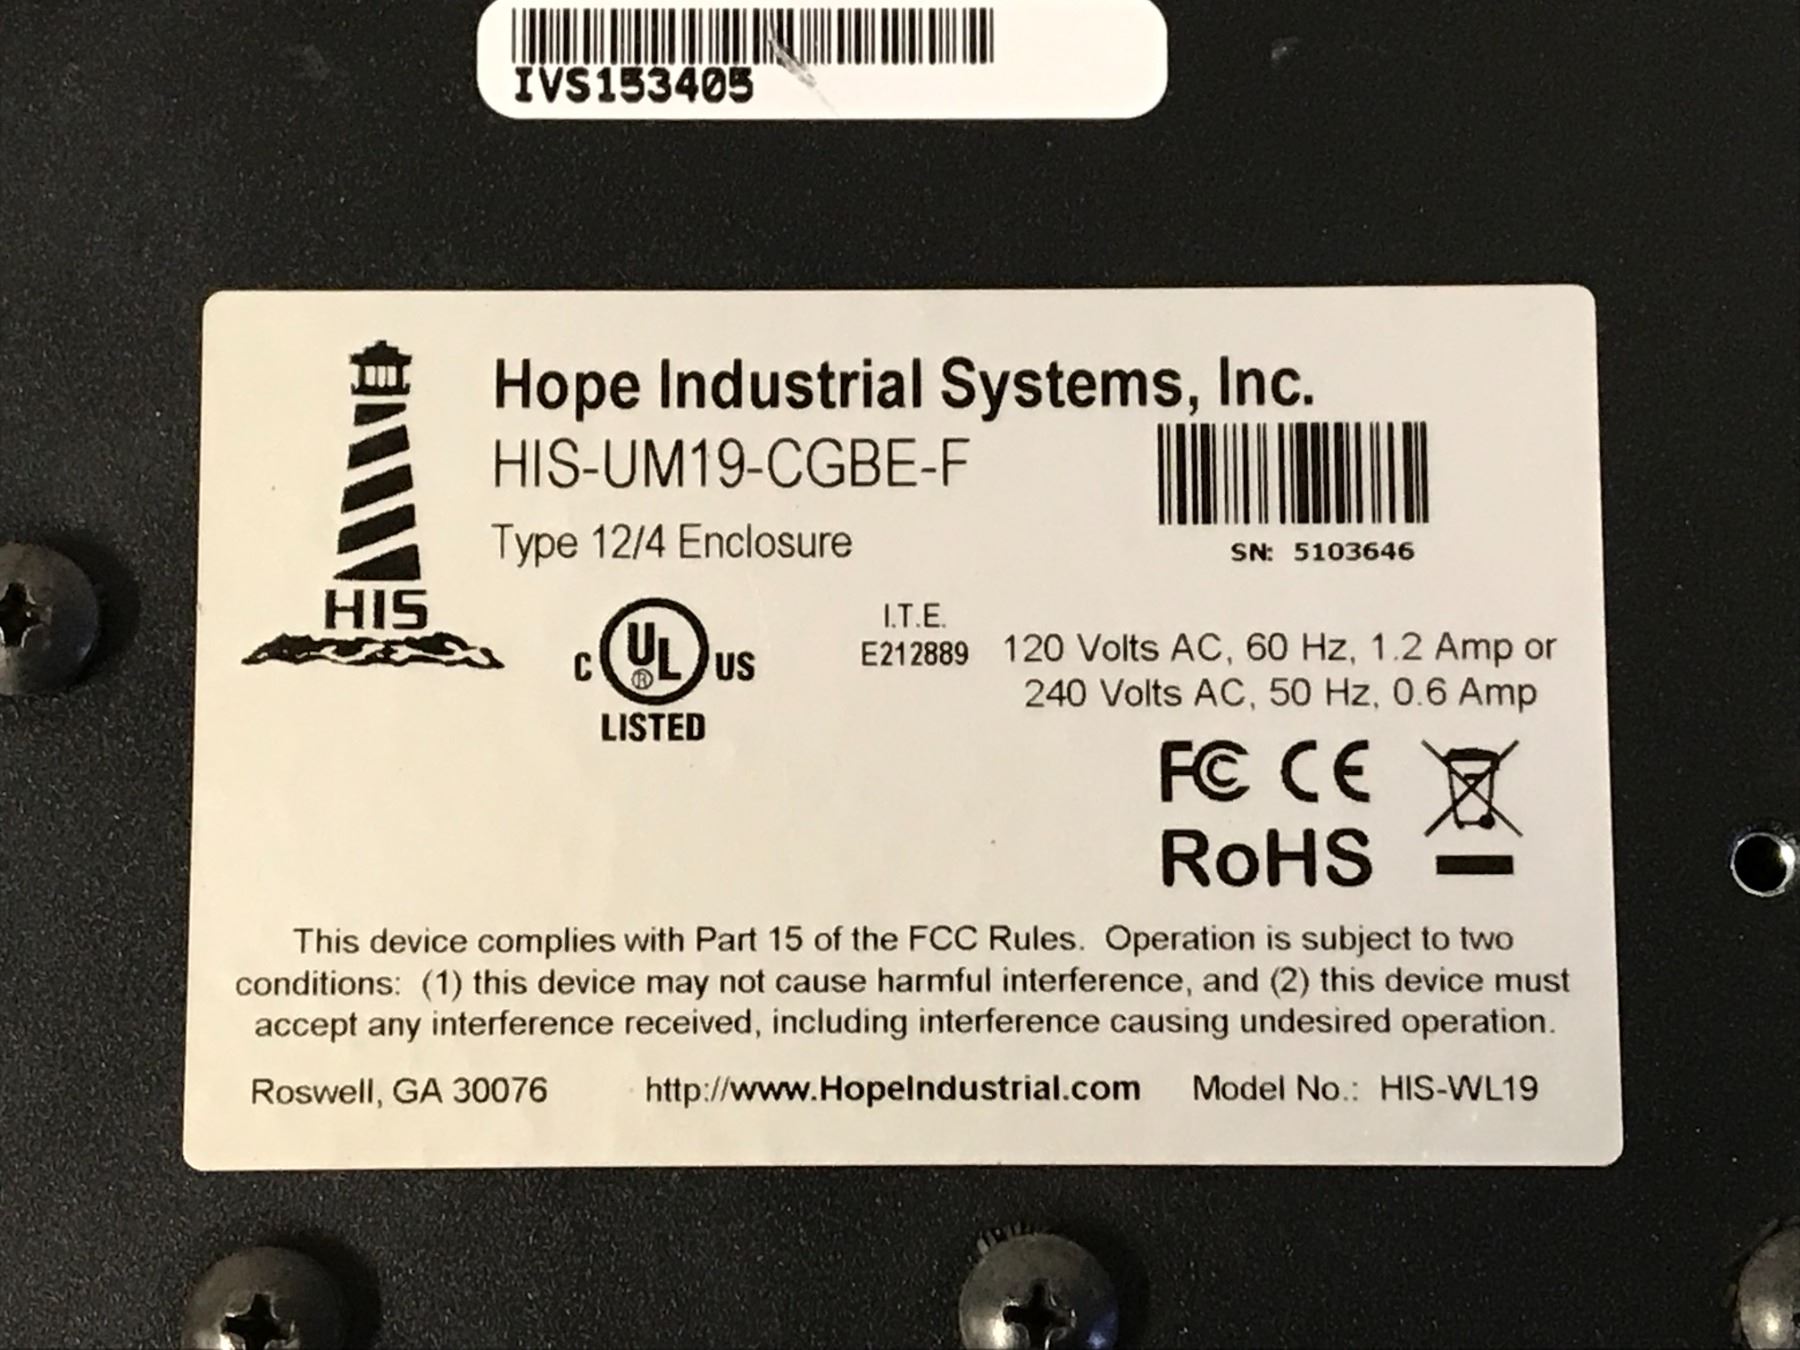 IVS153405
Hope Industrial Systems, Inc.
HIS-UM19-CGBE-F
Type 12/4 Enclosure
SN: 5103646
HIS
C UL® US
LISTED
I.T.E.
E212889
120 Volts AC, 60 Hz, 1.2 Amp or
240 Volts AC, 50 Hz, 0.6 Amp
FC CE
RoHS
This device complies with Part 15 of the FCC Rules. Operation is subject to two
conditions: (1) this device may not cause harmful interference, and (2) this device must
accept any interference received, including interference causing undesired operation.
Roswell, GA 30076 http://www.HopeIndustrial.com Model No.: HIS-WL19